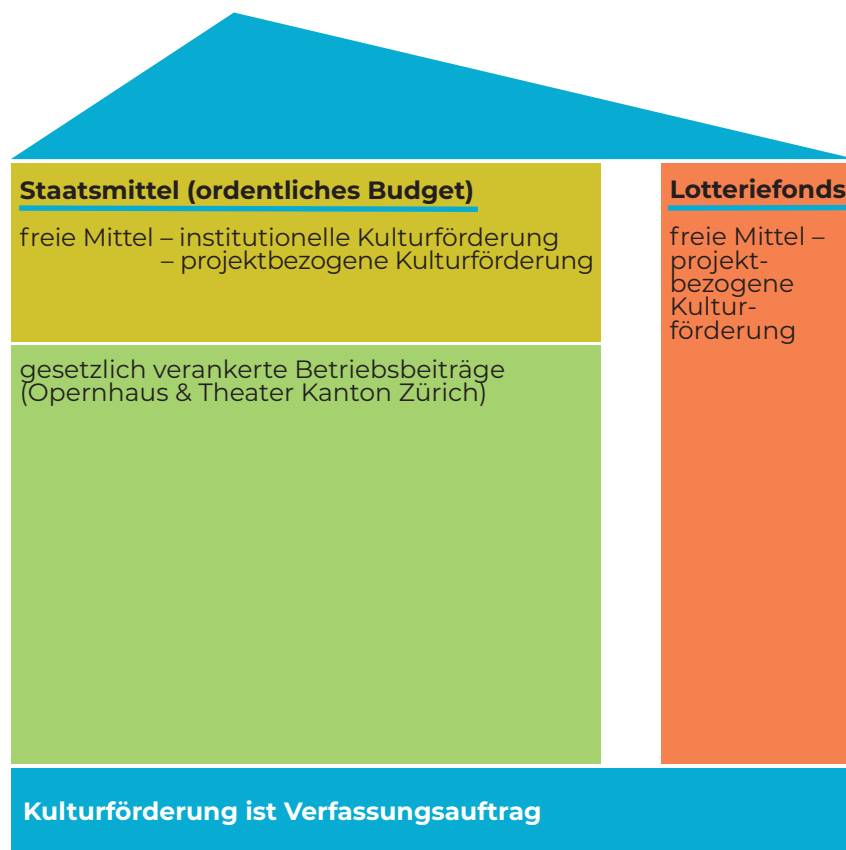 Staatsmittel (ordentliches Budget)
freie Mittel – institutionelle Kulturförderung
– projektbezogene Kulturförderung
gesetzlich verankerte Betriebsbeiträge
(Opernhaus & Theater Kanton Zürich)
Lotteriefonds
freie Mittel –
projekt-
bezogene
Kultur-
förderung
Kulturförderung ist Verfassungsauftrag